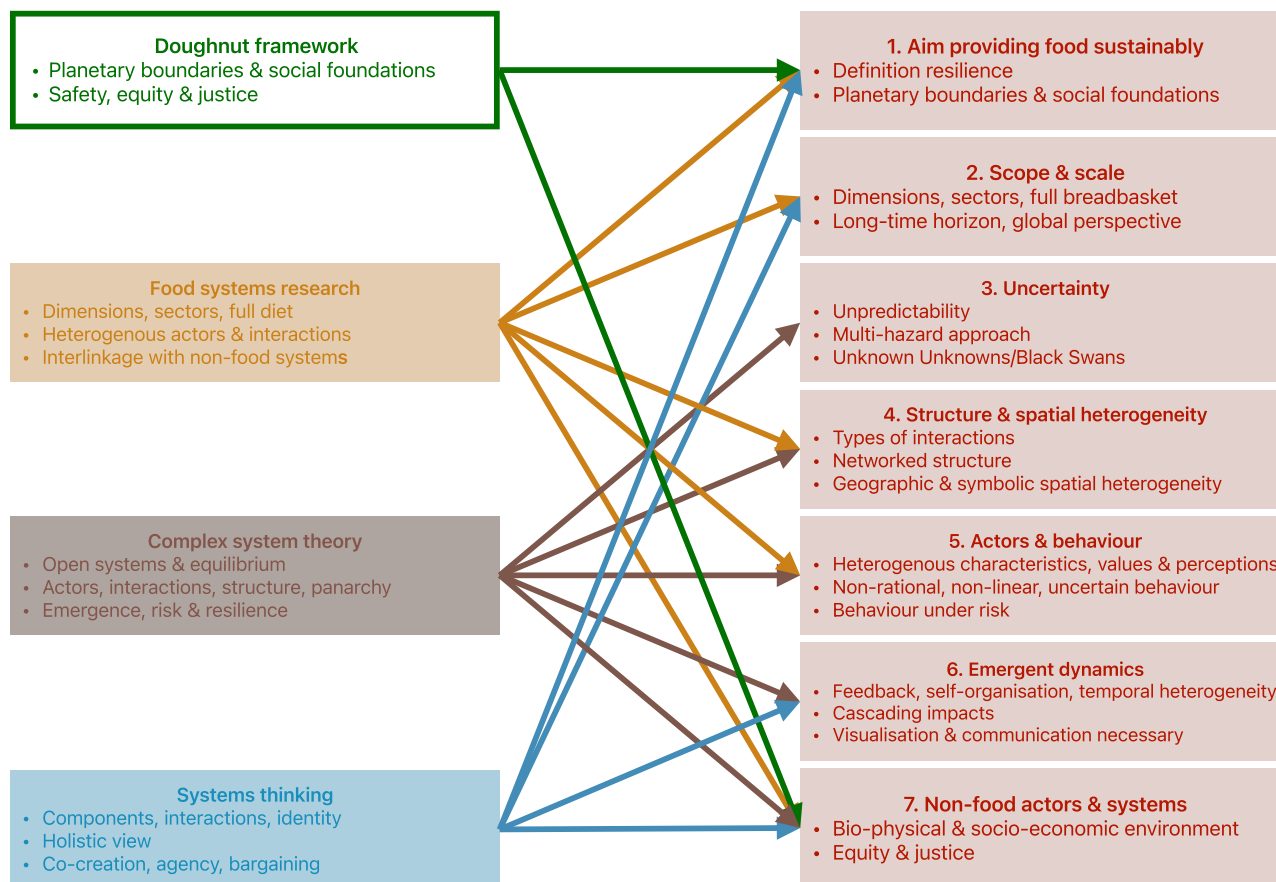 Doughnut framework
• Planetary boundaries & social foundations
• Safety, equity & justice
Food systems research
• Dimensions, sectors, full diet
• Heterogenous actors & interactions
• Interlinkage with non-food systems
Complex system theory
• Open systems & equilibrium
• Actors, interactions, structure, panarchy
• Emergence, risk & resilience
Systems thinking
• Components, interactions, identity
• Holistic view
• Co-creation, agency, bargaining
1. Aim providing food sustainably
• Definition resilience
• Planetary boundaries & social foundations
2. Scope & scale
• Dimensions, sectors, full breadbasket
• Long-time horizon, global perspective
3. Uncertainty
• Unpredictability
• Multi-hazard approach
• Unknown Unknowns/Black Swans
4. Structure & spatial heterogeneity
• Types of interactions
• Networked structure
• Geographic & symbolic spatial heterogeneity
5. Actors & behaviour
• Heterogenous characteristics, values & perceptions
• Non-rational, non-linear, uncertain behaviour
• Behaviour under risk
6. Emergent dynamics
• Feedback, self-organisation, temporal heterogeneity
• Cascading impacts
• Visualisation & communication necessary
7. Non-food actors & systems
• Bio-physical & socio-economic environment
• Equity & justice